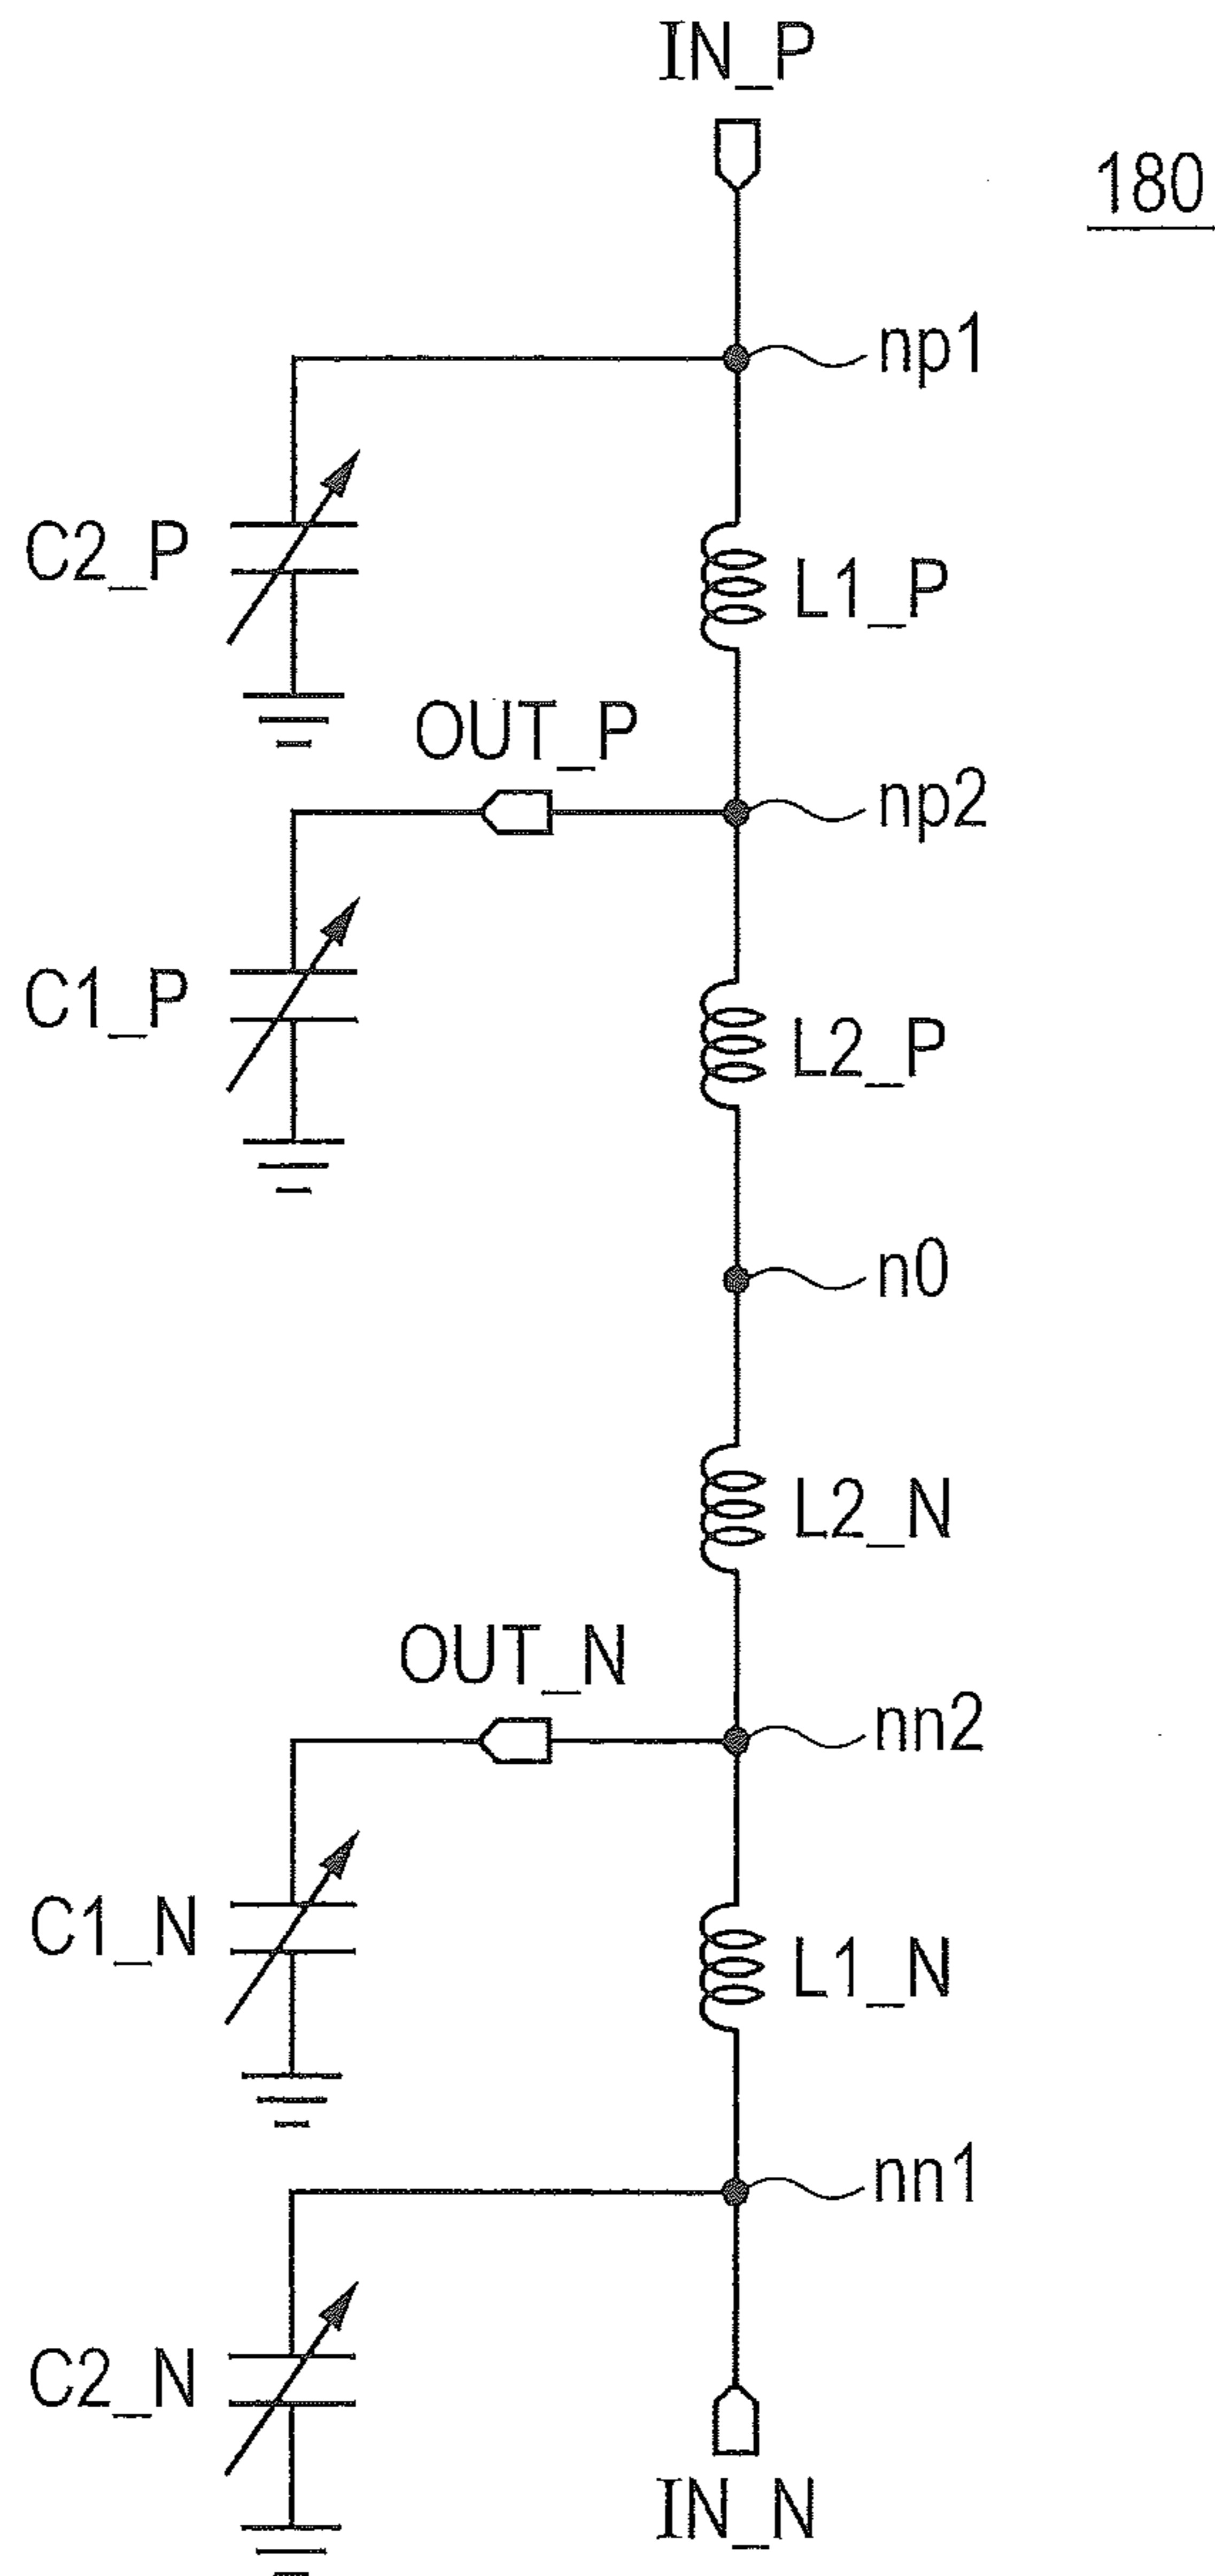 IN_P
180
np1
C2_P
L1_P
OUT_P
np2
C1_P
L2_P
n0
L2_N
OUT_N
nn2
C1_N
L1_N
nn1
C2_N
IN_N